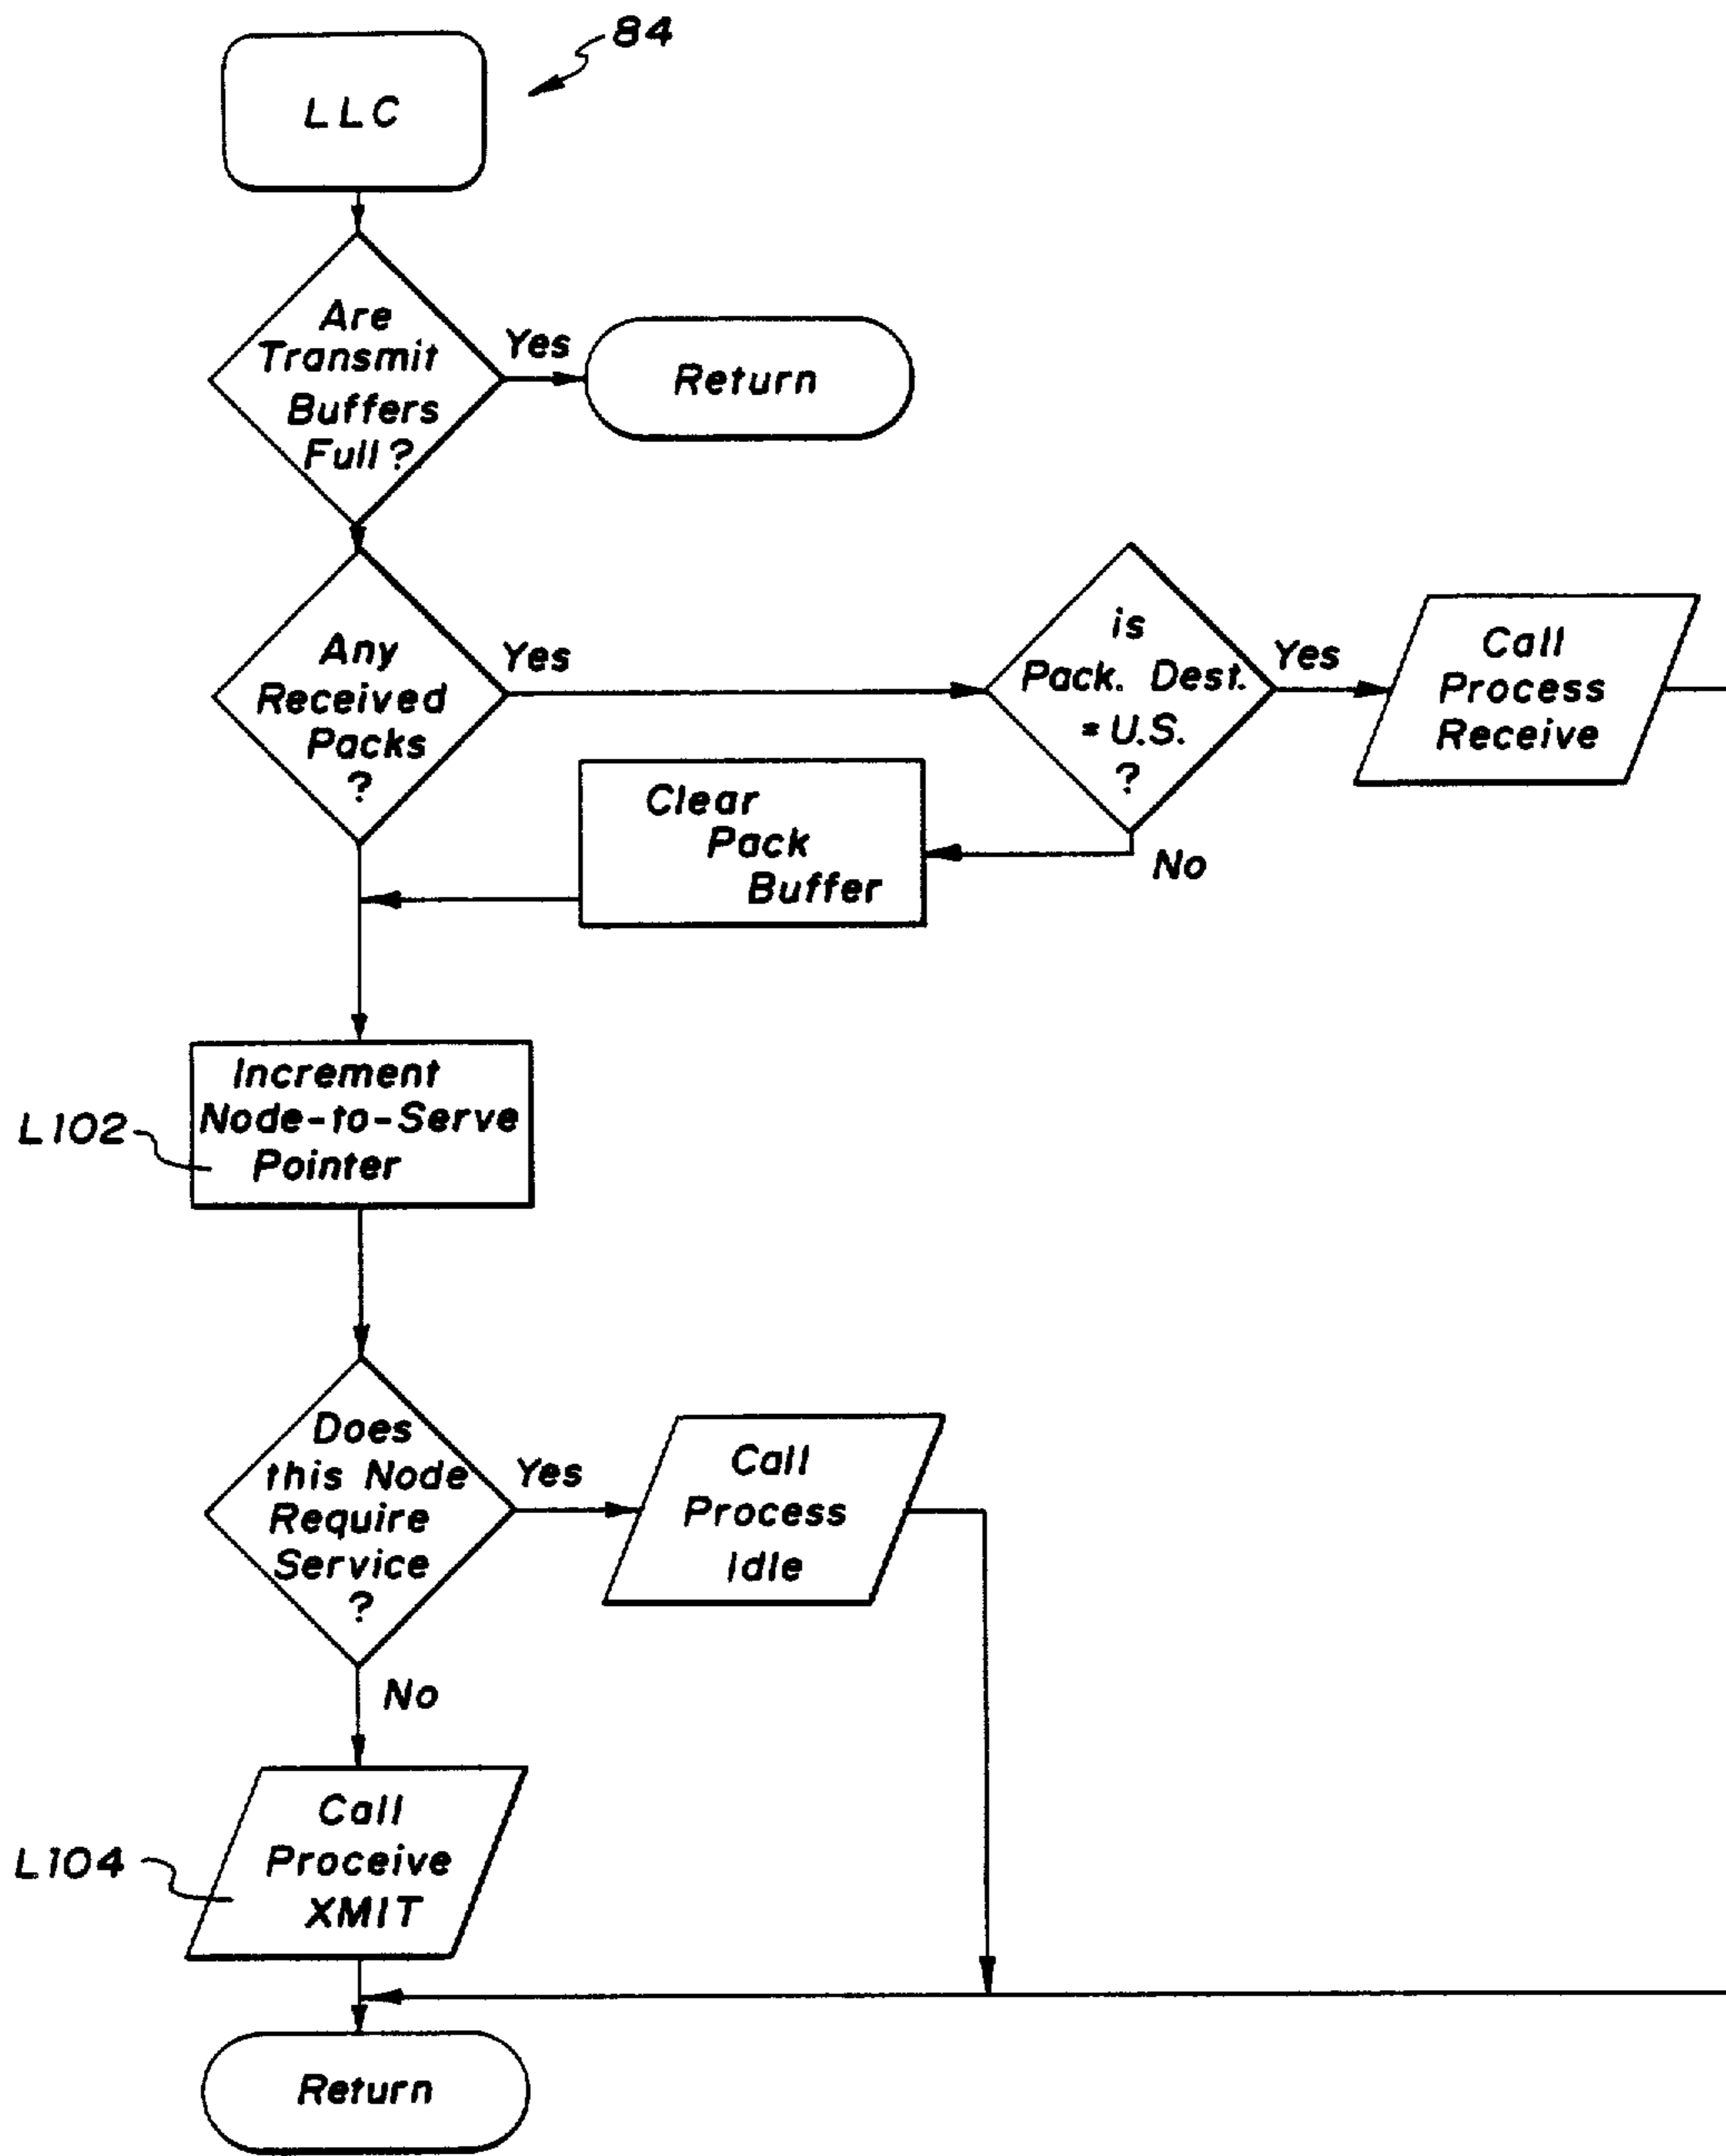 84
LLC
Are
Transmit
Buffers
Full?
Yes
Return
Any
Received
Packs
?
Yes
is
Pack. Dest.
= U.S.
?
Yes
Call
Process
Receive
No
Clear
Pack
Buffer
L102
Increment
Node-to-Serve
Pointer
Does
this Node
Require
Service
?
Yes
Call
Process
Idle
No
L104
Call
Proceive
XMIT
Return